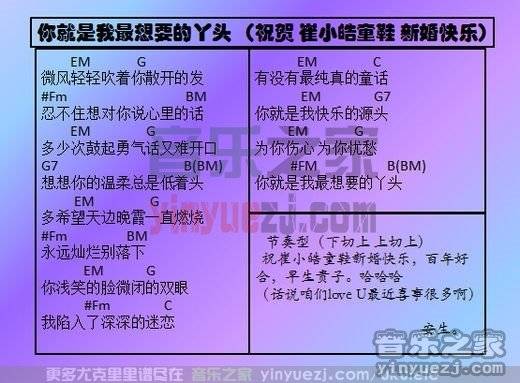 你就是我最想要的丫头 （祝贺 崔小皓童鞋 新婚快乐）
EM G
微风轻轻吹着你散开的发
#Fm BM
忍不住想对你说心里的话
EM G
多少次鼓起勇气话又难开口
G7 B(BM)
想想你的温柔总是低着头
EM G
多希望天边晚霞一直燃烧
#Fm BM
永远灿烂别落下
EM G
你浅笑的脸微闭的双眼
#Fm C
我陷入了深深的迷恋
EM C
有没有最纯真的童话
EM G7
你就是我快乐的源头
EM G
为你伤心 为你忧愁
#FM B(BM)
你就是我最想要的丫头
节奏型 （下切上 上切上）
祝崔小皓童鞋新婚快乐，百年好
合，早生贵子。哈哈哈
（话说咱们love U最近喜事很多啊）
安生。
音乐之家
yinyuezj.com
音乐之家
yinyuezj.com
更多尤克里里谱尽在 音乐之家 yinyuezj.com/ukulele